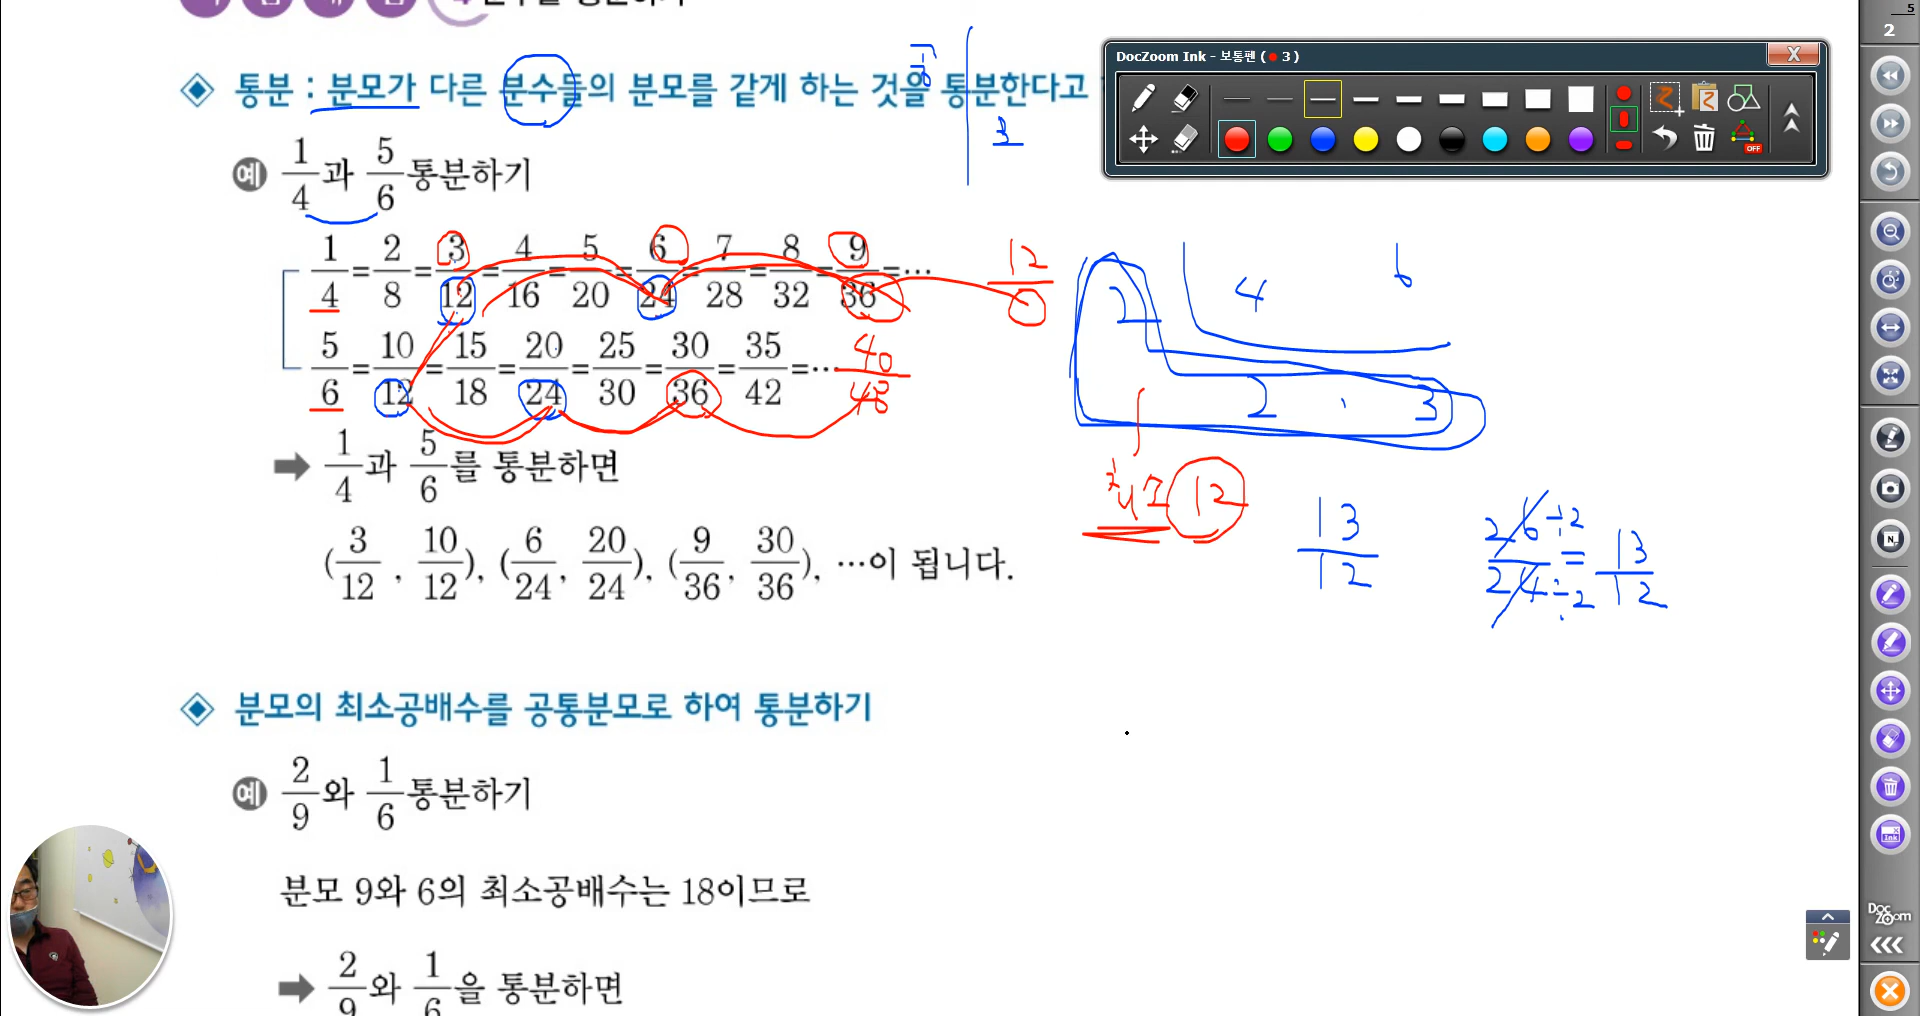 ◈ 통분 : 분모가 다른 분수들의 분모를 같게 하는 것을 통분한다고
3
DocZoom Ink - 보통펜 ( 3 )
OFF
5
2
예 1/4과 5/6 통분하기
1/4 = 2/8 = 3/12 = 4/16 = 5/20 = 6/24 = 7/28 = 8/32 = 9/36 = ⋯
12
5/6 = 10/12 = 15/18 = 20/24 = 25/30 = 30/36 = 35/42 = ⋯ 40/48
2 4 6
2 3
➡ 1/4과 5/6를 통분하면
12
13/12
26÷2/24÷2 = 13/12
(3/12 , 10/12), (6/24, 20/24), (9/36, 30/36), ⋯이 됩니다.
◈ 분모의 최소공배수를 공통분모로 하여 통분하기
예 2/9와 1/6 통분하기
분모 9와 6의 최소공배수는 18이므로
➡ 2/9와 1/6을 통분하면
N
Ink
Doc Zoom